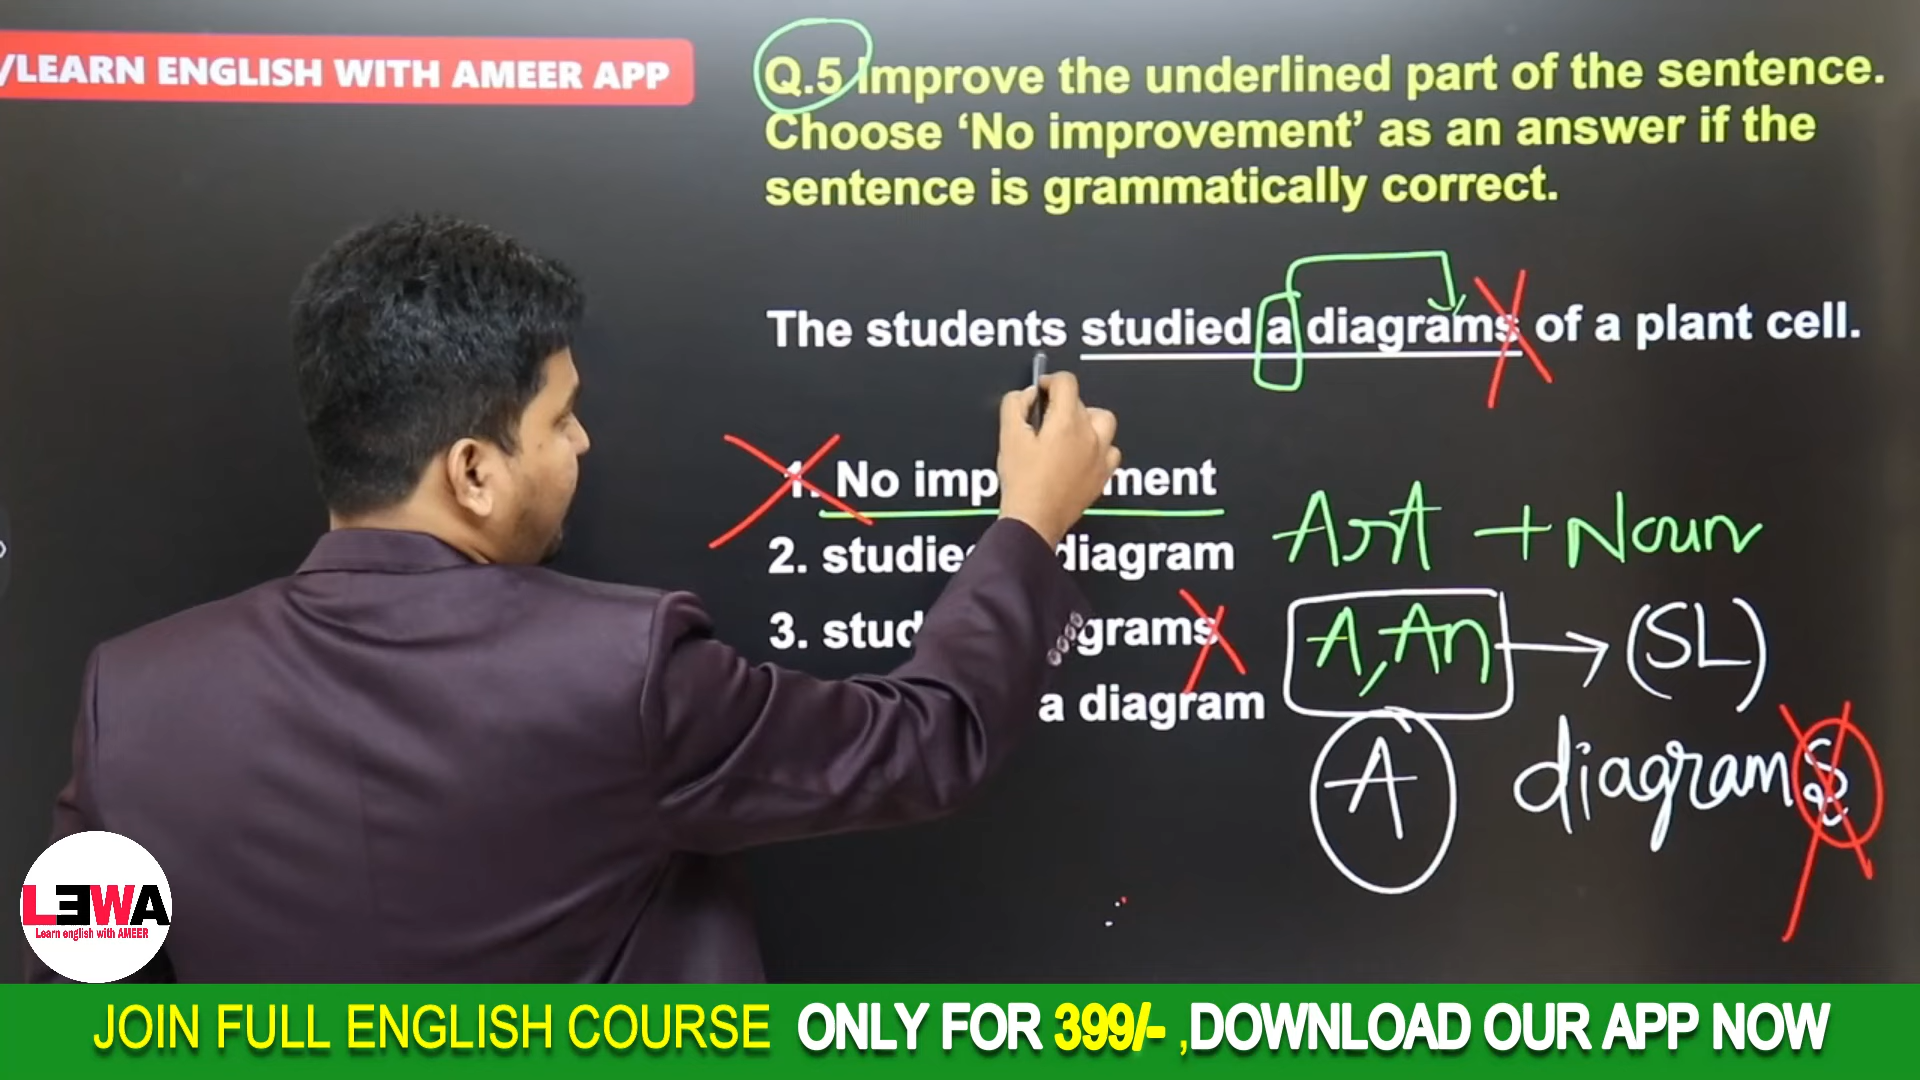 /LEARN ENGLISH WITH AMEER APP
Q.5 Improve the underlined part of the sentence.
Choose ‘No improvement’ as an answer if the
sentence is grammatically correct.
The students studied a diagrams of a plant cell.
1. No imp ment
2. studie diagram
3. stud grams
a diagram
Art + Noun
A, An → (SL)
A diagrams
LEWA
Learn english with AMEER
JOIN FULL ENGLISH COURSE ONLY FOR 399/- ,DOWNLOAD OUR APP NOW